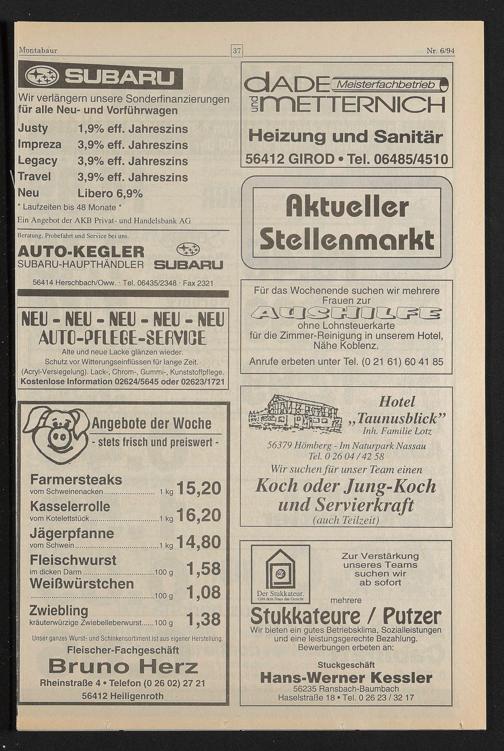 Montabaur
37
Nr. 6/94
SUBARU
Wir verlängern unsere Sonderfinanzierungen
für alle Neu- und Vorführwagen
Justy 1,9% eff. Jahreszins
Impreza 3,9% eff. Jahreszins
Legacy 3,9% eff. Jahreszins
Travel 3,9% eff. Jahreszins
Neu Libero 6,9%
* Laufzeiten bis 48 Monate *
Ein Angebot der AKB Privat- und Handelsbank AG
Beratung, Probefahrt und Service bei uns.
AUTO-KEGLER
SUBARU-HAUPTHÄNDLER SUBARU
56414 Herschbach/Oww. · Tel. 06435/2348 · Fax 2321
NEU - NEU - NEU - NEU - NEU
AUTO-PFLEGE-SERVICE
Alte und neue Lacke glänzen wieder.
Schutz vor Witterungseinflüssen für lange Zeit.
(Acryl-Versiegelung). Lack-, Chrom-, Gummi-, Kunststoffpflege.
Kostenlose Information 02624/5645 oder 02623/1721
Angebote der Woche
- stets frisch und preiswert -
Farmersteaks
vom Schweinenacken 1 kg 15,20
Kasselerrolle
vom Kotelettstück 1 kg 16,20
Jägerpfanne
vom Schwein 1 kg 14,80
Fleischwurst
im dicken Darm 100 g 1,58
Weißwürstchen
100 g 1,08
Zwiebling
kräuterwürzige Zwiebelleberwurst 100 g 1,38
Unser ganzes Wurst- und Schinkensortiment ist aus eigener Herstellung.
Fleischer-Fachgeschäft
Bruno Herz
Rheinstraße 4 • Telefon (0 26 02) 27 21
56412 Heiligenroth
DADE Meisterfachbetrieb
UND METTERNICH
Heizung und Sanitär
56412 GIROD • Tel. 06485/4510
Aktueller
Stellenmarkt
Für das Wochenende suchen wir mehrere
Frauen zur
AUSHILFE
ohne Lohnsteuerkarte
für die Zimmer-Reinigung in unserem Hotel,
Nähe Koblenz.
Anrufe erbeten unter Tel. (0 21 61) 60 41 85
Hotel
„Taunusblick"
Inh. Familie Lotz
56379 Hömberg - Im Naturpark Nassau
Tel. 0 26 04 / 42 58
Wir suchen für unser Team einen
Koch oder Jung-Koch
und Servierkraft
(auch Teilzeit)
Der Stukkateur.
Gibt dem Haus das Gesicht
Zur Verstärkung
unseres Teams
suchen wir
ab sofort
mehrere
Stukkateure / Putzer
Wir bieten ein gutes Betriebsklima, Sozialleistungen
und eine leistungsgerechte Bezahlung.
Bewerbungen erbeten an:
Stuckgeschäft
Hans-Werner Kessler
56235 Ransbach-Baumbach
Haselstraße 18 • Tel. 0 26 23 / 32 17